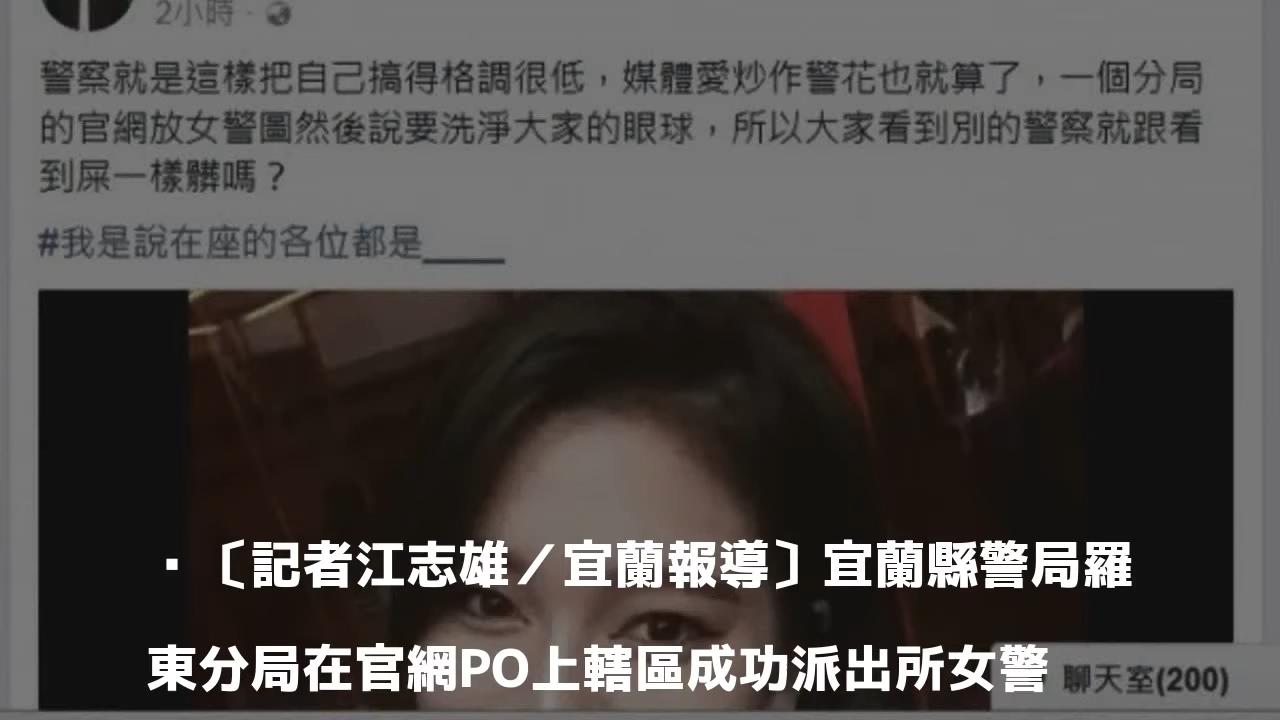 2小時·
警察就是這樣把自己搞得格調很低，媒體愛炒作警花也就算了，一個分局
的官網放女警圖然後說要洗淨大家的眼球，所以大家看到別的警察就跟看
到屎一樣髒嗎？
#我是說在座的各位都是____
▪〔記者江志雄／宜蘭報導〕宜蘭縣警局羅
東分局在官網PO上轄區成功派出所女警
聊天室(200)